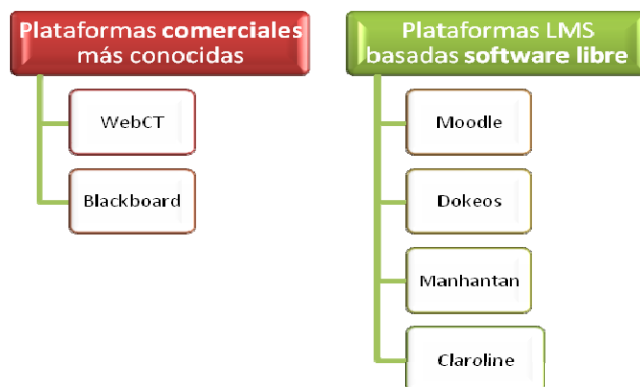 Plataformas comerciales
más conocidas
WebCT
Blackboard
Plataformas LMS
basadas software libre
Moodle
Dokeos
Manhantan
Claroline